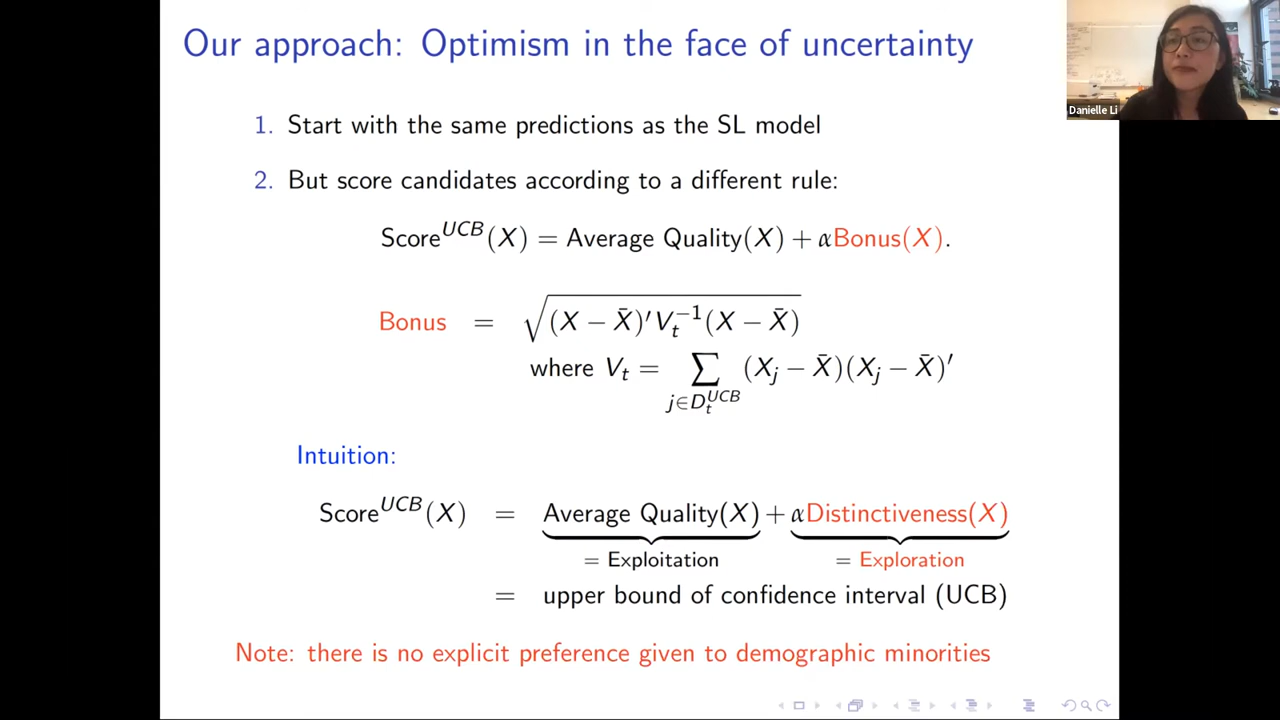 Our approach: Optimism in the face of uncertainty
Danielle Li
1. Start with the same predictions as the SL model
2. But score candidates according to a different rule:
Score^{UCB}(X) = Average Quality(X) + αBonus(X).
Bonus = √(X − X̄)′V_t^{−1}(X − X̄)
where V_t = ∑_{j∈D_t^{UCB}} (X_j − X̄)(X_j − X̄)′
Intuition:
Score^{UCB}(X) = Average Quality(X) + αDistinctiveness(X)
= Exploitation = Exploration
= upper bound of confidence interval (UCB)
Note: there is no explicit preference given to demographic minorities